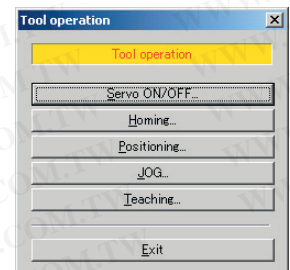 Tool operation
Tool operation
Servo ON/OFF...
Homing...
Positioning...
JOG...
Teaching...
Exit